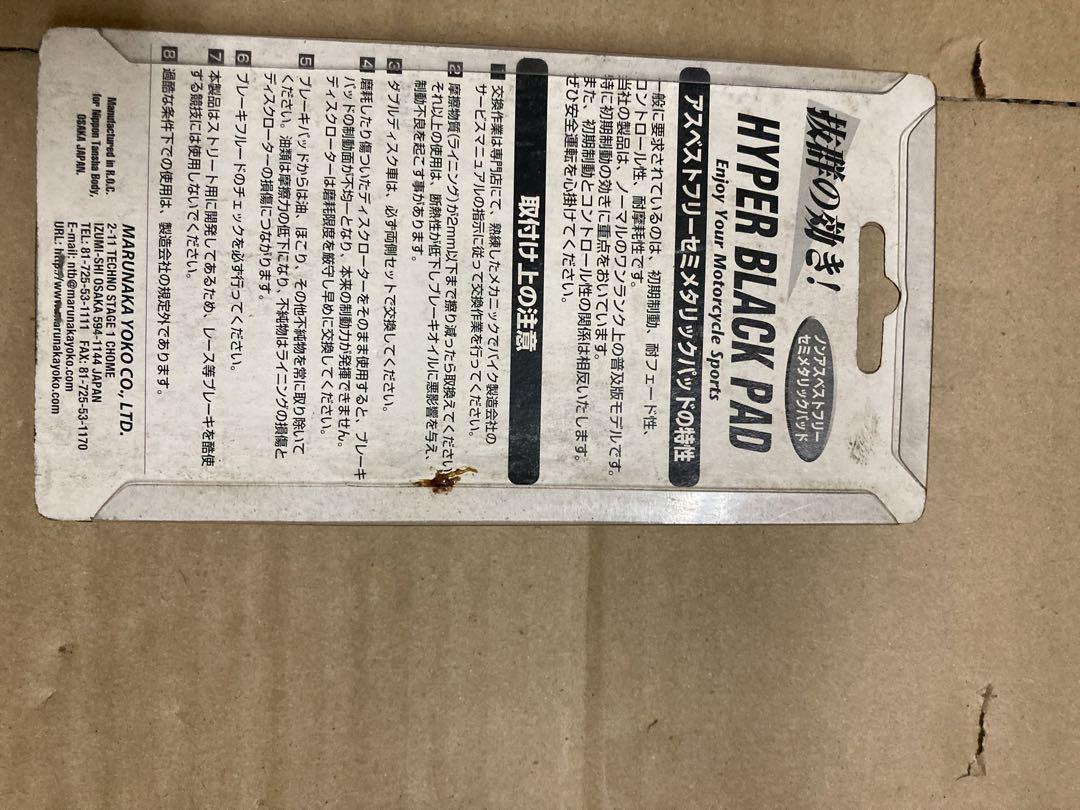 抜群の効き!
ノンアスベストフリー
セミメタリックパッド
HYPER BLACK PAD
Enjoy Your Motorcycle Sports
アスベストフリーセミメタリックパッドの特性
一般に要求されているのは、初期制動、耐フェード性、
コントロール性、耐摩耗性です。
当社の製品は、ノーマルのワンランク上の普及版モデルです。
特に初期制動の効きに重点をおいています。
また、初期制動とコントロール性の関係は相反いたします。
ぜひ安全運転を心掛けてください。
取付け上の注意
1 交換作業は専門店にて、熟練したメカニックでバイク製造会社の
サービスマニュアルの指示に従って交換作業を行ってください。
2 摩擦物質(ライニング)が2mm以下まで擦り減ったら取換えてください。
それ以上の使用は、断熱性が低下しブレーキオイルに悪影響を与え、
制動不良を起こす事があります。
3 ダブルディスク車は、必ず両側セットで交換してください。
4 磨耗したり傷ついたディスクローターをそのまま使用すると、ブレーキ
パッドの制動面が不均一となり、本来の制動力が発揮できません。
ディスクローターは磨耗限度を厳守し早めに交換してください。
5 ブレーキパッドからは油、ほこり、その他不純物を常に取り除いて
ください。油類は摩擦力の低下になり、不純物はライニングの損傷と
ディスクローターの損傷につながります。
6 ブレーキフルードのチェックを必ず行ってください。
7 本製品はストリート用に開発してあるため、レース等ブレーキを酷使
する競技には使用しないでください。
8 過酷な条件下での使用は、製造会社の規定外であります。
Manufactured in R.O.C.
for Nippon Tansha Body,
OSAKA JAPAN.
MARUNAKA YOKO CO., LTD.
2-11 TECHNO STAGE 1 CHOME
IZUMI-SHI OSAKA 594-1144 JAPAN
TEL: 81-725-53-1111 FAX: 81-725-53-1170
E-mail: ntb@marunakayoko.com
URL: http://www.marunakayoko.com